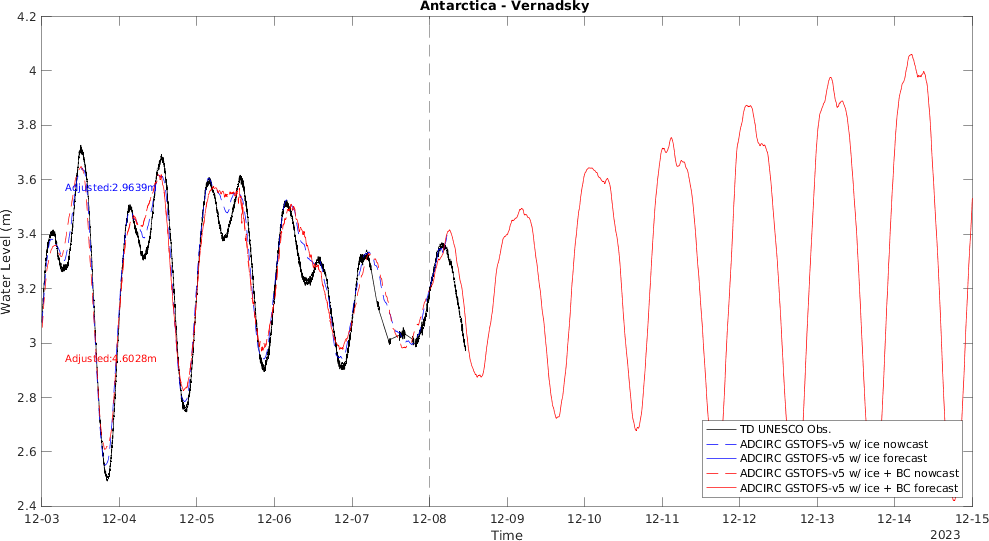 Antarctica - Vernadsky
4.2
4
3.8
3.6
3.4
3.2
3
2.8
2.6
2.4
Water Level (m)
Adjusted:2.9639m
Adjusted:4.6028m
TD UNESCO Obs.
ADCIRC GSTOFS-v5 w/ ice nowcast
ADCIRC GSTOFS-v5 w/ ice forecast
ADCIRC GSTOFS-v5 w/ ice + BC nowcast
ADCIRC GSTOFS-v5 w/ ice + BC forecast
12-03 12-04 12-05 12-06 12-07 12-08 12-09 12-10 12-11 12-12 12-13 12-14 12-15
Time
2023